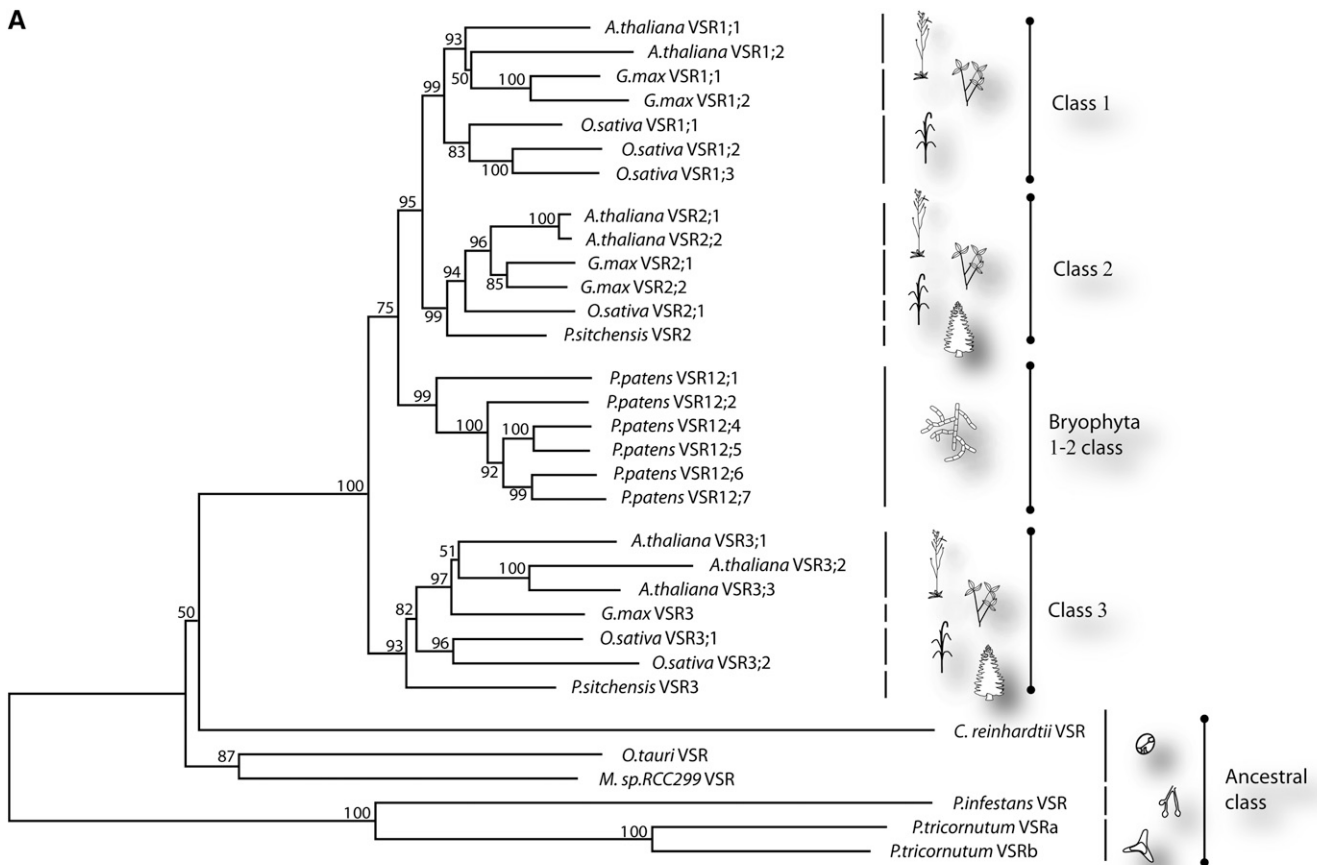 A
93
A.thaliana VSR1;1
A.thaliana VSR1;2
50
100
G.max VSR1;1
G.max VSR1;2
99
O.sativa VSR1;1
83
O.sativa VSR1;2
100
O.sativa VSR1;3
Class 1
95
100
A.thaliana VSR2;1
A.thaliana VSR2;2
96
G.max VSR2;1
85
G.max VSR2;2
94
O.sativa VSR2;1
99
P.sitchensis VSR2
Class 2
75
99
P.patens VSR12;1
100
P.patens VSR12;2
100
P.patens VSR12;4
P.patens VSR12;5
92
P.patens VSR12;6
99
P.patens VSR12;7
Bryophyta
1-2 class
100
51
A.thaliana VSR3;1
100
A.thaliana VSR3;2
A.thaliana VSR3;3
97
G.max VSR3
82
O.sativa VSR3;1
96
O.sativa VSR3;2
93
P.sitchensis VSR3
Class 3
50
C. reinhardtii VSR
87
O.tauri VSR
M. sp.RCC299 VSR
100
P.infestans VSR
100
P.tricornutum VSRa
P.tricornutum VSRb
Ancestral
class